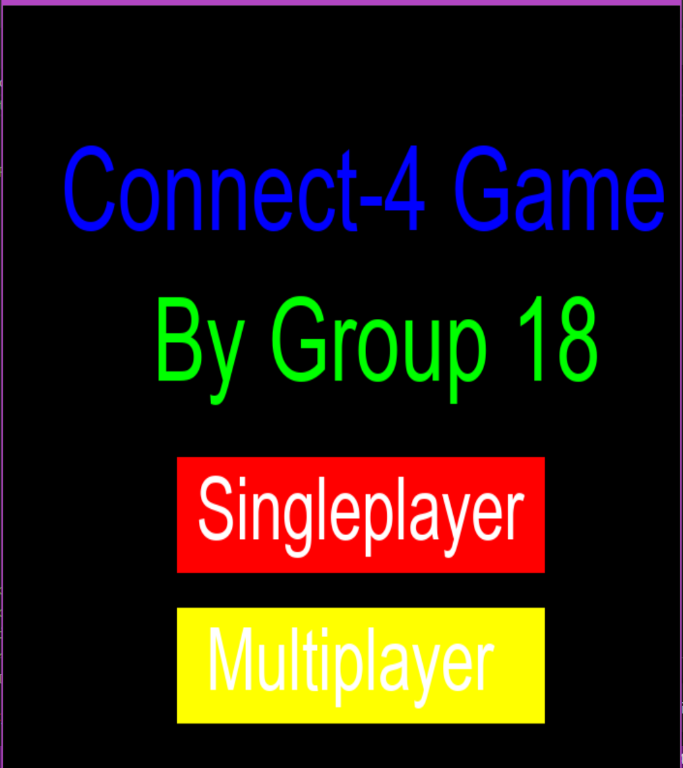 Connect-4 Game
By Group 18
Singleplayer
Multiplayer